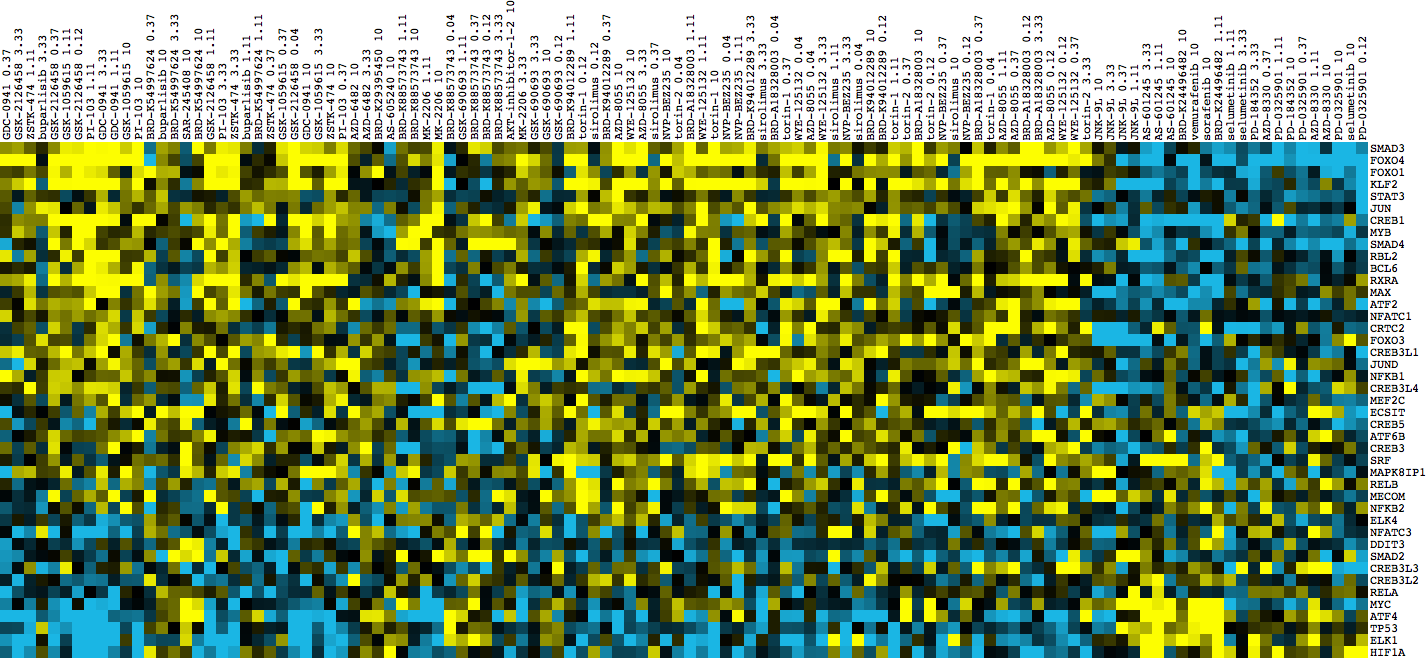 GDC-0941 0.37
GSK-2126458 3.33
ZSTK-474 1.11
buparlisib 3.33
GSK-2126458 0.37
GSK-1059615 1.11
GSK-2126458 0.12
PI-103 1.11
GDC-0941 3.33
GDC-0941 1.11
GSK-1059615 10
PI-103 10
BRD-K54997624 0.37
buparlisib 10
BRD-K54997624 3.33
SAR-245408 10
BRD-K54997624 10
GSK-2126458 1.11
PI-103 3.33
ZSTK-474 3.33
buparlisib 1.11
BRD-K54997624 1.11
ZSTK-474 0.37
GSK-1059615 0.37
GSK-2126458 0.04
GDC-0941 10
GSK-1059615 3.33
ZSTK-474 10
PI-103 0.37
AZD-6482 10
AZD-6482 3.33
10
10
BRD-K88573743 1.11
BRD-K88573743 10
MK-2206 1.11
MK-2206 10
BRD-K88573743 0.04
GSK-690693 1.11
BRD-K88573743 0.37
BRD-K88573743 0.12
BRD-K88573743 3.33
AKT-inhibitor-1-2 10
MK-2206 3.33
GSK-690693 3.33
GSK-690693 10
GSK-690693 0.12
BRD-K94012289 1.11
torin-1 0.12
sirolimus 0.12
BRD-K94012289 0.37
AZD-8055 10
WYE-125132 10
AZD-8055 3.33
sirolimus 0.37
NVP-BEZ235 10
torin-2 0.04
BRD-A18328003 1.11
WYE-125132 1.11
torin-1 10
NVP-BEZ235 0.04
NVP-BEZ235 1.11
BRD-K94012289 3.33
sirolimus 3.33
BRD-A18328003 0.04
torin-1 0.37
WYE-125132 0.04
AZD-8055 0.04
WYE-125132 3.33
sirolimus 1.11
NVP-BEZ235 3.33
sirolimus 0.04
BRD-K94012289 10
BRD-K94012289 0.12
torin-1 1.11
torin-2 0.37
BRD-A18328003 10
torin-2 0.12
NVP-BEZ235 0.37
sirolimus 10
NVP-BEZ235 0.12
BRD-A18328003 0.37
torin-1 0.04
AZD-8055 1.11
AZD-8055 0.37
BRD-A18328003 0.12
BRD-A18328003 3.33
AZD-8055 0.12
WYE-125132 0.12
WYE-125132 0.37
torin-2 3.33
JNK-9L 10
JNK-9L 3.33
JNK-9L 0.37
JNK-9L 1.11
AS-601245 3.33
AS-601245 1.11
AS-601245 10
BRD-K24496482 10
vemurafenib 10
sorafenib 10
BRD-K24496482 1.11
selumetinib 1.11
selumetinib 3.33
PD-184352 3.33
AZD-8330 0.37
PD-0325901 1.11
PD-184352 10
PD-0325901 0.37
AZD-8330 1.11
AZD-8330 10
PD-0325901 10
selumetinib 10
PD-0325901 0.12
SMAD3
FOXO4
FOXO1
KLF2
STAT3
JUN
CREB1
MYB
SMAD4
RBL2
BCL6
RXRA
MAX
ATF2
NFATC1
CRTC2
FOXO3
CREB3L1
JUND
NFKB1
CREB3L4
MEF2C
ECSIT
CREB5
ATF6B
CREB3
SRF
MAPK8IP1
RELB
MECOM
NFKB2
ELK4
NFATC3
DDIT3
SMAD2
CREB3L3
CREB3L2
RELA
MYC
ATF4
TP53
ELK1
HIF1A